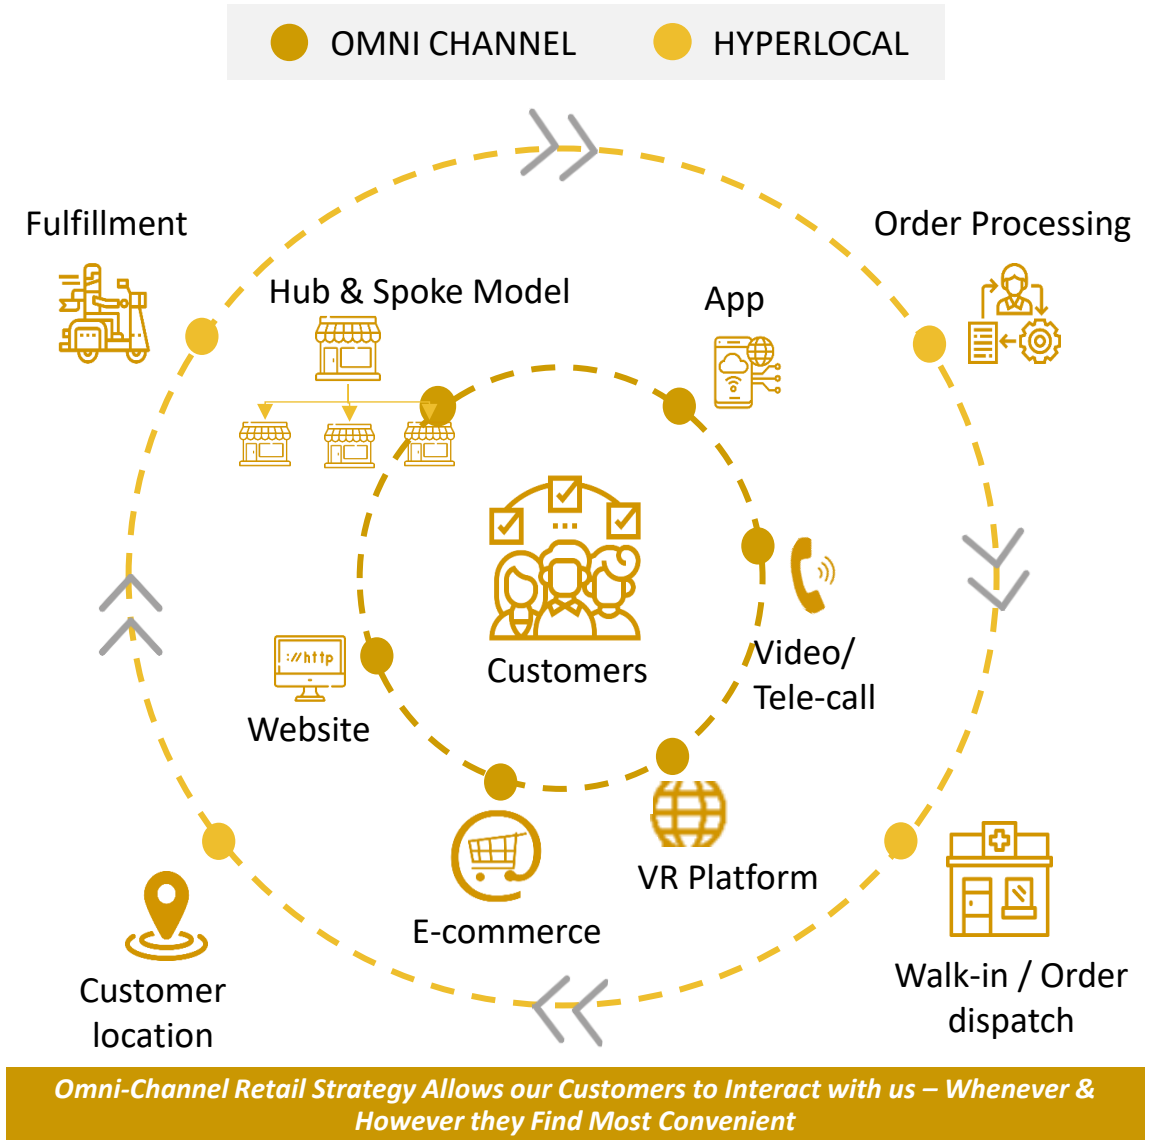 OMNI CHANNEL
HYPERLOCAL
Fulfillment
Order Processing
Hub & Spoke Model
App
://http
Website
Customers
Video/
Tele-call
VR Platform
E-commerce
Customer
location
Walk-in / Order
dispatch
Omni-Channel Retail Strategy Allows our Customers to Interact with us – Whenever &
However they Find Most Convenient